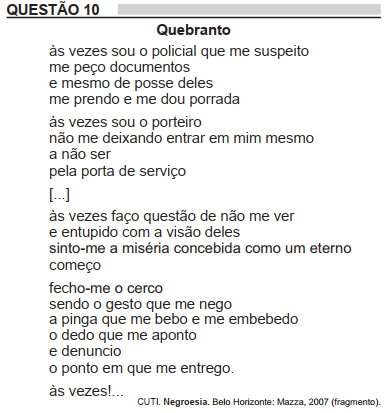 QUESTÃO 10
Quebranto
às vezes sou o policial que me suspeito
me peço documentos
e mesmo de posse deles
me prendo e me dou porrada
às vezes sou o porteiro
não me deixando entrar em mim mesmo
a não ser
pela porta de serviço
[...]
às vezes faço questão de não me ver
e entupido com a visão deles
sinto-me a miséria concebida como um eterno
começo
fecho-me o cerco
sendo o gesto que me nego
a pinga que me bebo e me embebedo
o dedo que me aponto
e denuncio
o ponto em que me entrego.
às vezes!...
CUTI. Negroesia. Belo Horizonte: Mazza, 2007 (fragmento).